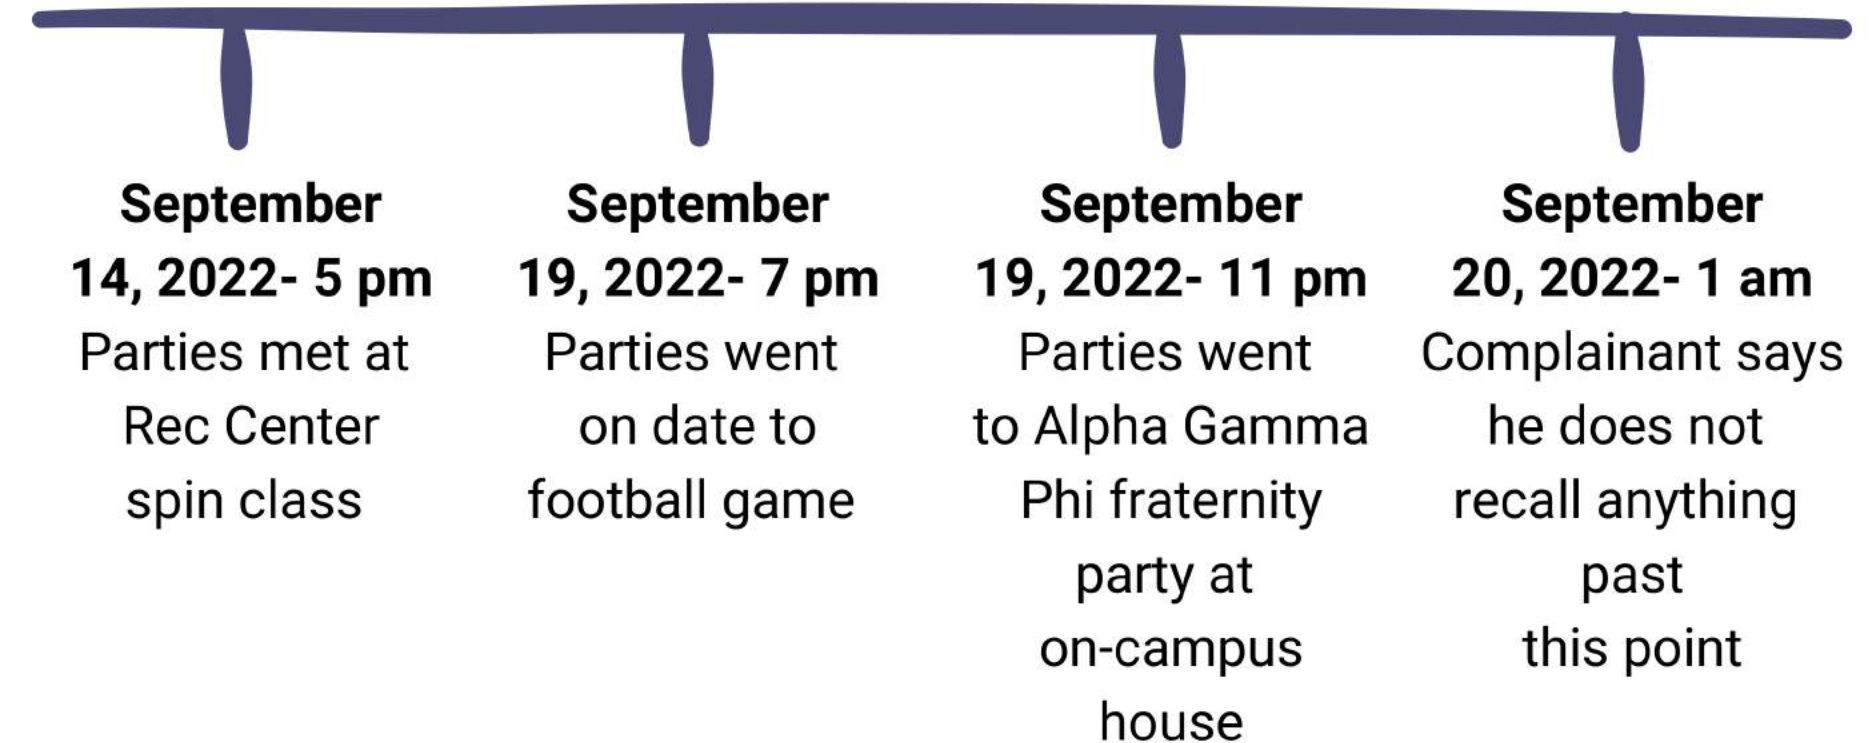 September
14, 2022- 5 pm
Parties met at
Rec Center
spin class
September
19, 2022- 7 pm
Parties went
on date to
football game
September
19, 2022- 11 pm
Parties went
to Alpha Gamma
Phi fraternity
party at
on-campus
house
September
20, 2022- 1 am
Complainant says
he does not
recall anything
past
this point